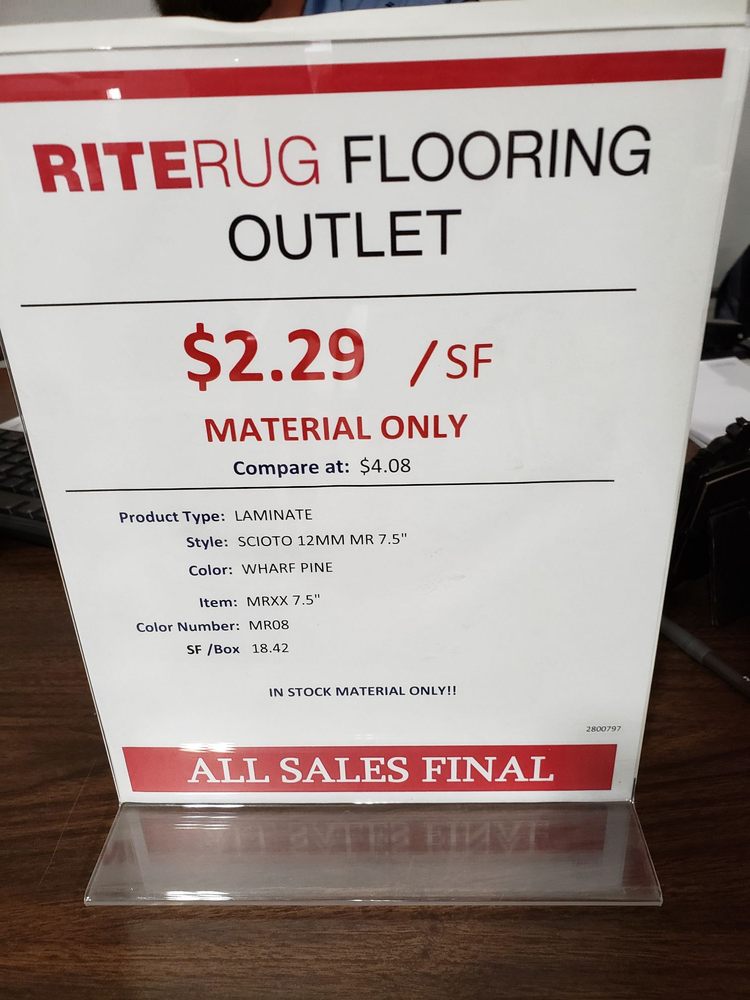 RITERUG FLOORING
OUTLET
$2.29 /SF
MATERIAL ONLY
Compare at: $4.08
Product Type: LAMINATE
Style: SCIOTO 12MM MR 7.5"
Color: WHARF PINE
Item: MRXX 7.5"
Color Number: MR08
SF /Box 18.42
IN STOCK MATERIAL ONLY!!
2800797
ALL SALES FINAL